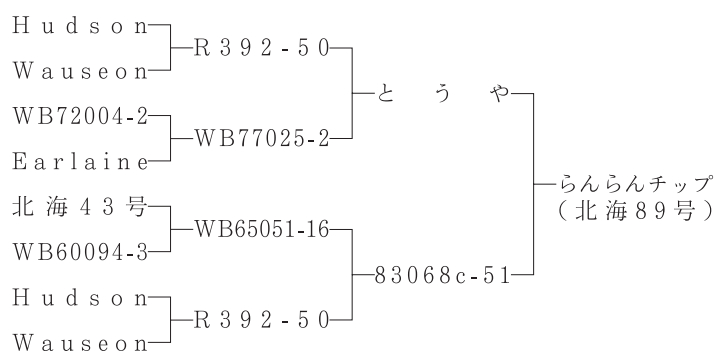 Hudson
Wauseon
R392-50
WB72004-2
Earlaine
WB77025-2
とうや
北海43号
WB60094-3
WB65051-16
Hudson
Wauseon
R392-50
83068c-51
らんらんチップ
(北海89号)